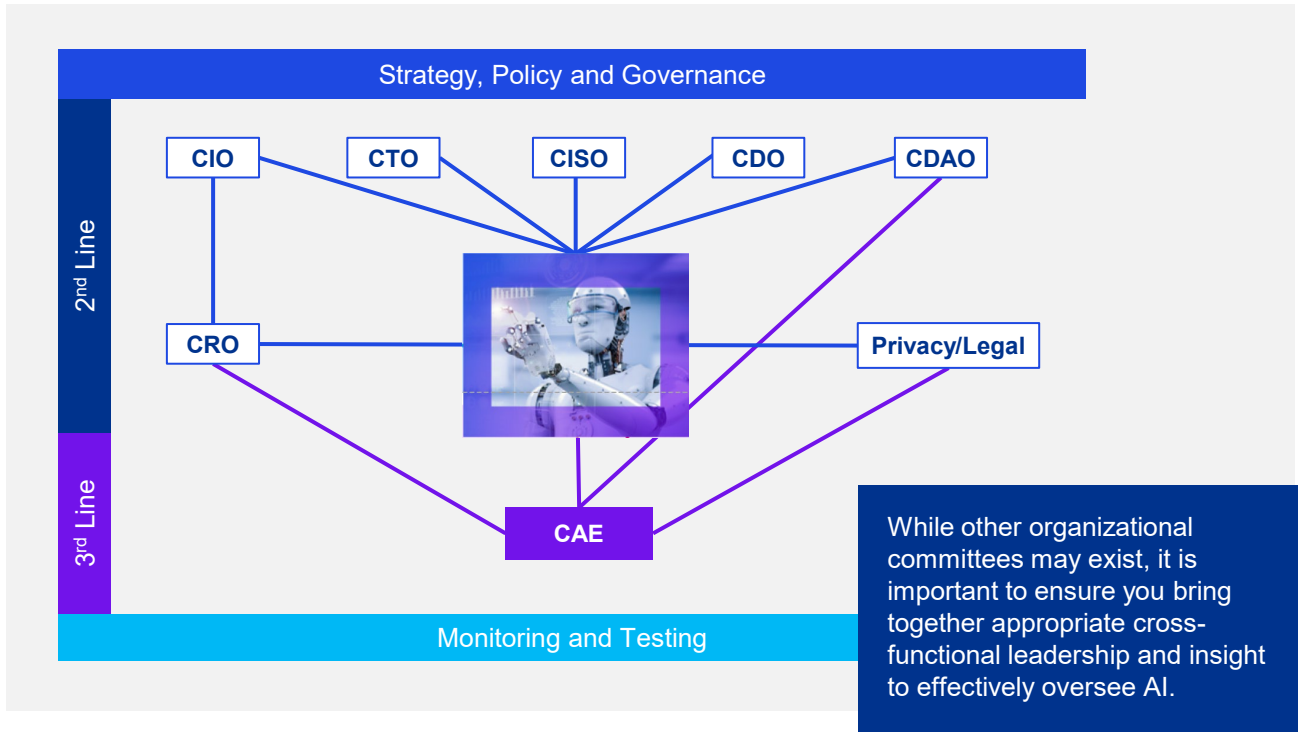 Strategy, Policy and Governance
CIO
CTO
CISO
CDO
CDAO
2nd Line
CRO
Privacy/Legal
3rd Line
CAE
While other organizational
committees may exist, it is
important to ensure you bring
together appropriate cross-
functional leadership and insight
to effectively oversee AI.
Monitoring and Testing